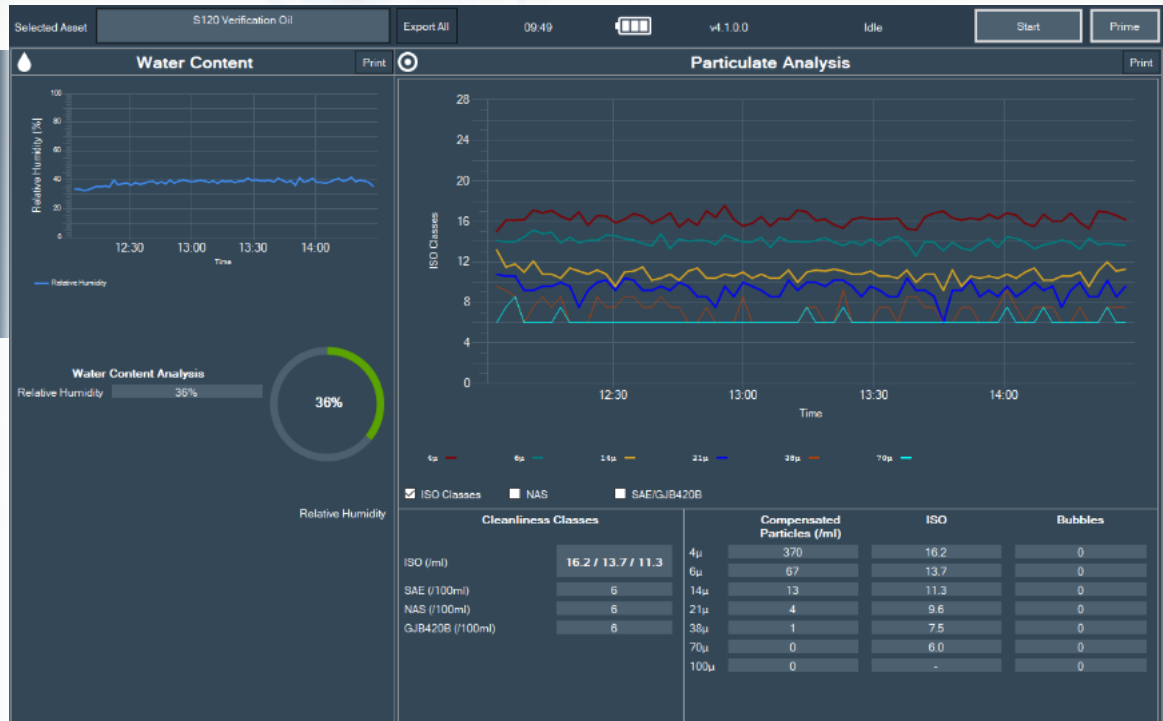 Selected Asset S120 Verification Oil Export All 09:49 v4.1.0.0 Idle Start Prime
Water Content Print
100
80
60
40
20
0
Relative Humidity [%]
12:30 13:00 13:30 14:00
Time
Relative Humidity
Water Content Analysis
Relative Humidity 36%
36%
Relative Humidity
Particulate Analysis Print
28
24
20
16
12
8
4
0
ISO Classes
12:30 13:00 13:30 14:00
Time
4μ 6μ 14μ 21μ 38μ 70μ
ISO Classes NAS SAE/GJB420B
Cleanliness Classes
ISO (/ml) 16.2 / 13.7 / 11.3
SAE (/100ml) 6
NAS (/100ml) 6
GJB420B (/100ml) 6
Compensated ISO Bubbles
Particles (/ml)
4μ 370 16.2 0
6μ 67 13.7 0
14μ 13 11.3 0
21μ 4 9.6 0
38μ 1 7.5 0
70μ 0 6.0 0
100μ 0 - 0